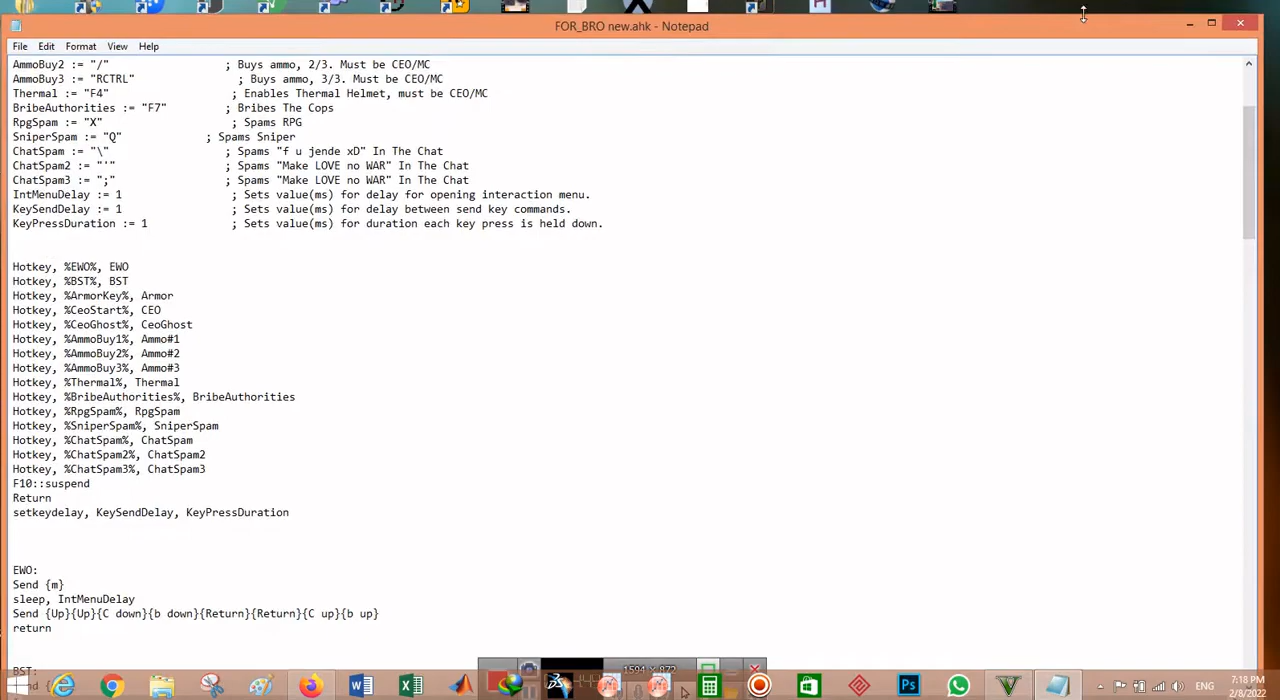 FOR_BRO new.ahk - Notepad
File Edit Format View Help
AmmoBuy2 := "/" ; Buys ammo, 2/3. Must be CEO/MC
AmmoBuy3 := "RCTRL" ; Buys ammo, 3/3. Must be CEO/MC
Thermal := "F4" ; Enables Thermal Helmet, must be CEO/MC
BribeAuthorities := "F7" ; Bribes The Cops
RpgSpam := "X" ; Spams RPG
SniperSpam := "Q" ; Spams Sniper
ChatSpam := "\" ; Spams "f u jende xD" In The Chat
ChatSpam2 := "'" ; Spams "Make LOVE no WAR" In The Chat
ChatSpam3 := ";" ; Spams "Make LOVE no WAR" In The Chat
IntMenuDelay := 1 ; Sets value(ms) for delay for opening interaction menu.
KeySendDelay := 1 ; Sets value(ms) for delay between send key commands.
KeyPressDuration := 1 ; Sets value(ms) for duration each key press is held down.
Hotkey, %EWO%, EWO
Hotkey, %BST%, BST
Hotkey, %ArmorKey%, Armor
Hotkey, %CeoStart%, CEO
Hotkey, %CeoGhost%, CeoGhost
Hotkey, %AmmoBuy1%, Ammo#1
Hotkey, %AmmoBuy2%, Ammo#2
Hotkey, %AmmoBuy3%, Ammo#3
Hotkey, %Thermal%, Thermal
Hotkey, %BribeAuthorities%, BribeAuthorities
Hotkey, %RpgSpam%, RpgSpam
Hotkey, %SniperSpam%, SniperSpam
Hotkey, %ChatSpam%, ChatSpam
Hotkey, %ChatSpam2%, ChatSpam2
Hotkey, %ChatSpam3%, ChatSpam3
F10::suspend
Return
setkeydelay, KeySendDelay, KeyPressDuration
EWO:
Send {m}
sleep, IntMenuDelay
Send {Up}{Up}{C down}{b down}{Return}{Return}{C up}{b up}
return
BST:
1594 X 872
Ps
ENG
7:18 PM
2/8/2022